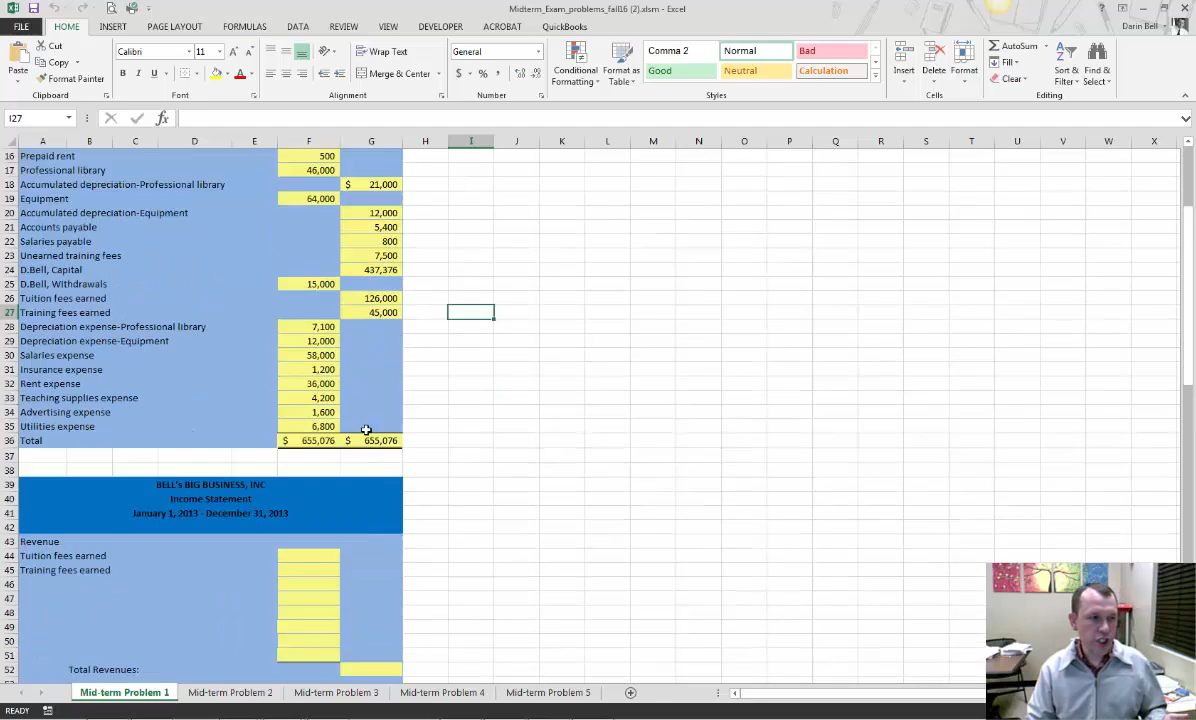 Midterm_Exam_problems_fall16 (2).xlsm - Excel
FILE HOME INSERT PAGE LAYOUT FORMULAS DATA REVIEW VIEW DEVELOPER ACROBAT QuickBooks Darin Bell
Cut
Copy
Format Painter
Paste
Calibri 11
B I U
Wrap Text
Merge & Center
General
$ % ,
Conditional Formatting
Format as Table
Comma 2 Normal Bad
Good Neutral Calculation
Insert Delete Format
AutoSum
Fill
Clear
Sort & Filter
Find & Select
Clipboard Font Alignment Number Styles Cells Editing
I27 fx
A B C D E F G H I J K L M N O P Q R S T U V W X
16 Prepaid rent 500
17 Professional library 46,000
18 Accumulated depreciation-Professional library $ 21,000
19 Equipment 64,000
20 Accumulated depreciation-Equipment 12,000
21 Accounts payable 5,400
22 Salaries payable 800
23 Unearned training fees 7,500
24 D.Bell, Capital 437,376
25 D.Bell, WIthdrawals 15,000
26 Tuition fees earned 126,000
27 Training fees earned 45,000
28 Depreciation expense-Professional library 7,100
29 Depreciation expense-Equipment 12,000
30 Salaries expense 58,000
31 Insurance expense 1,200
32 Rent expense 36,000
33 Teaching supplies expense 4,200
34 Advertising expense 1,600
35 Utilities expense 6,800
36 Total $ 655,076 $ 655,076
37
38
39 BELL's BIG BUSINESS, INC
40 Income Statement
41 January 1, 2013 - December 31, 2013
42
43 Revenue
44 Tuition fees earned
45 Training fees earned
46
47
48
49
50
51
52 Total Revenues:
Mid-term Problem 1 Mid-term Problem 2 Mid-term Problem 3 Mid-term Problem 4 Mid-term Problem 5
READY